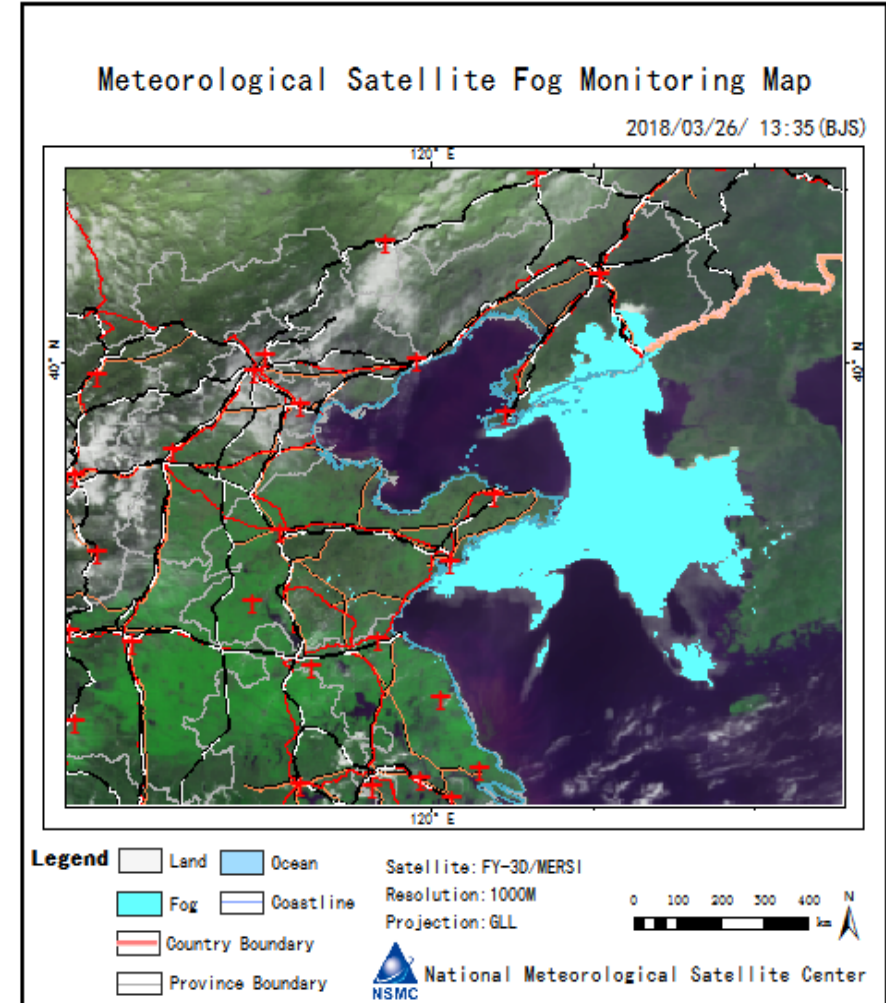 Meteorological Satellite Fog Monitoring Map
2018/03/26/ 13:35(BJS)
120° E
40° N
40° N
120° E
Legend
Land
Ocean
Fog
Coastline
Country Boundary
Province Boundary
Satellite:FY-3D/MERSI
Resolution:1000M
Projection:GLL
0 100 200 300 400
km
N
NSMC
National Meteorological Satellite Center